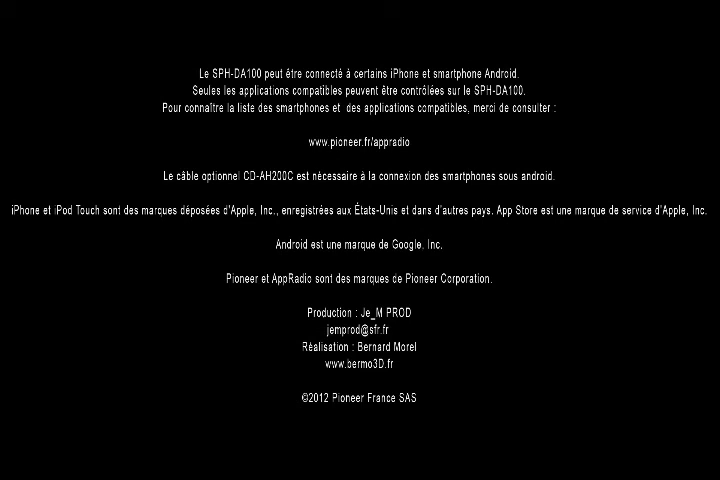 Le SPH-DA100 peut être connecté à certains iPhone et smartphone Android.
Seules les applications compatibles peuvent être contrôlées sur le SPH-DA100.
Pour connaître la liste des smartphones et des applications compatibles, merci de consulter :
www.pioneer.fr/appradio
Le câble optionnel CD-AH200C est nécessaire à la connexion des smartphones sous android.
iPhone et iPod Touch sont des marques déposées d'Apple, Inc., enregistrées aux États-Unis et dans d'autres pays. App Store est une marque de service d'Apple, Inc.
Android est une marque de Google, Inc.
Pioneer et AppRadio sont des marques de Pioneer Corporation.
Production : Je_M PROD
jemprod@sfr.fr
Réalisation : Bernard Morel
www.bermo3D.fr
©2012 Pioneer France SAS